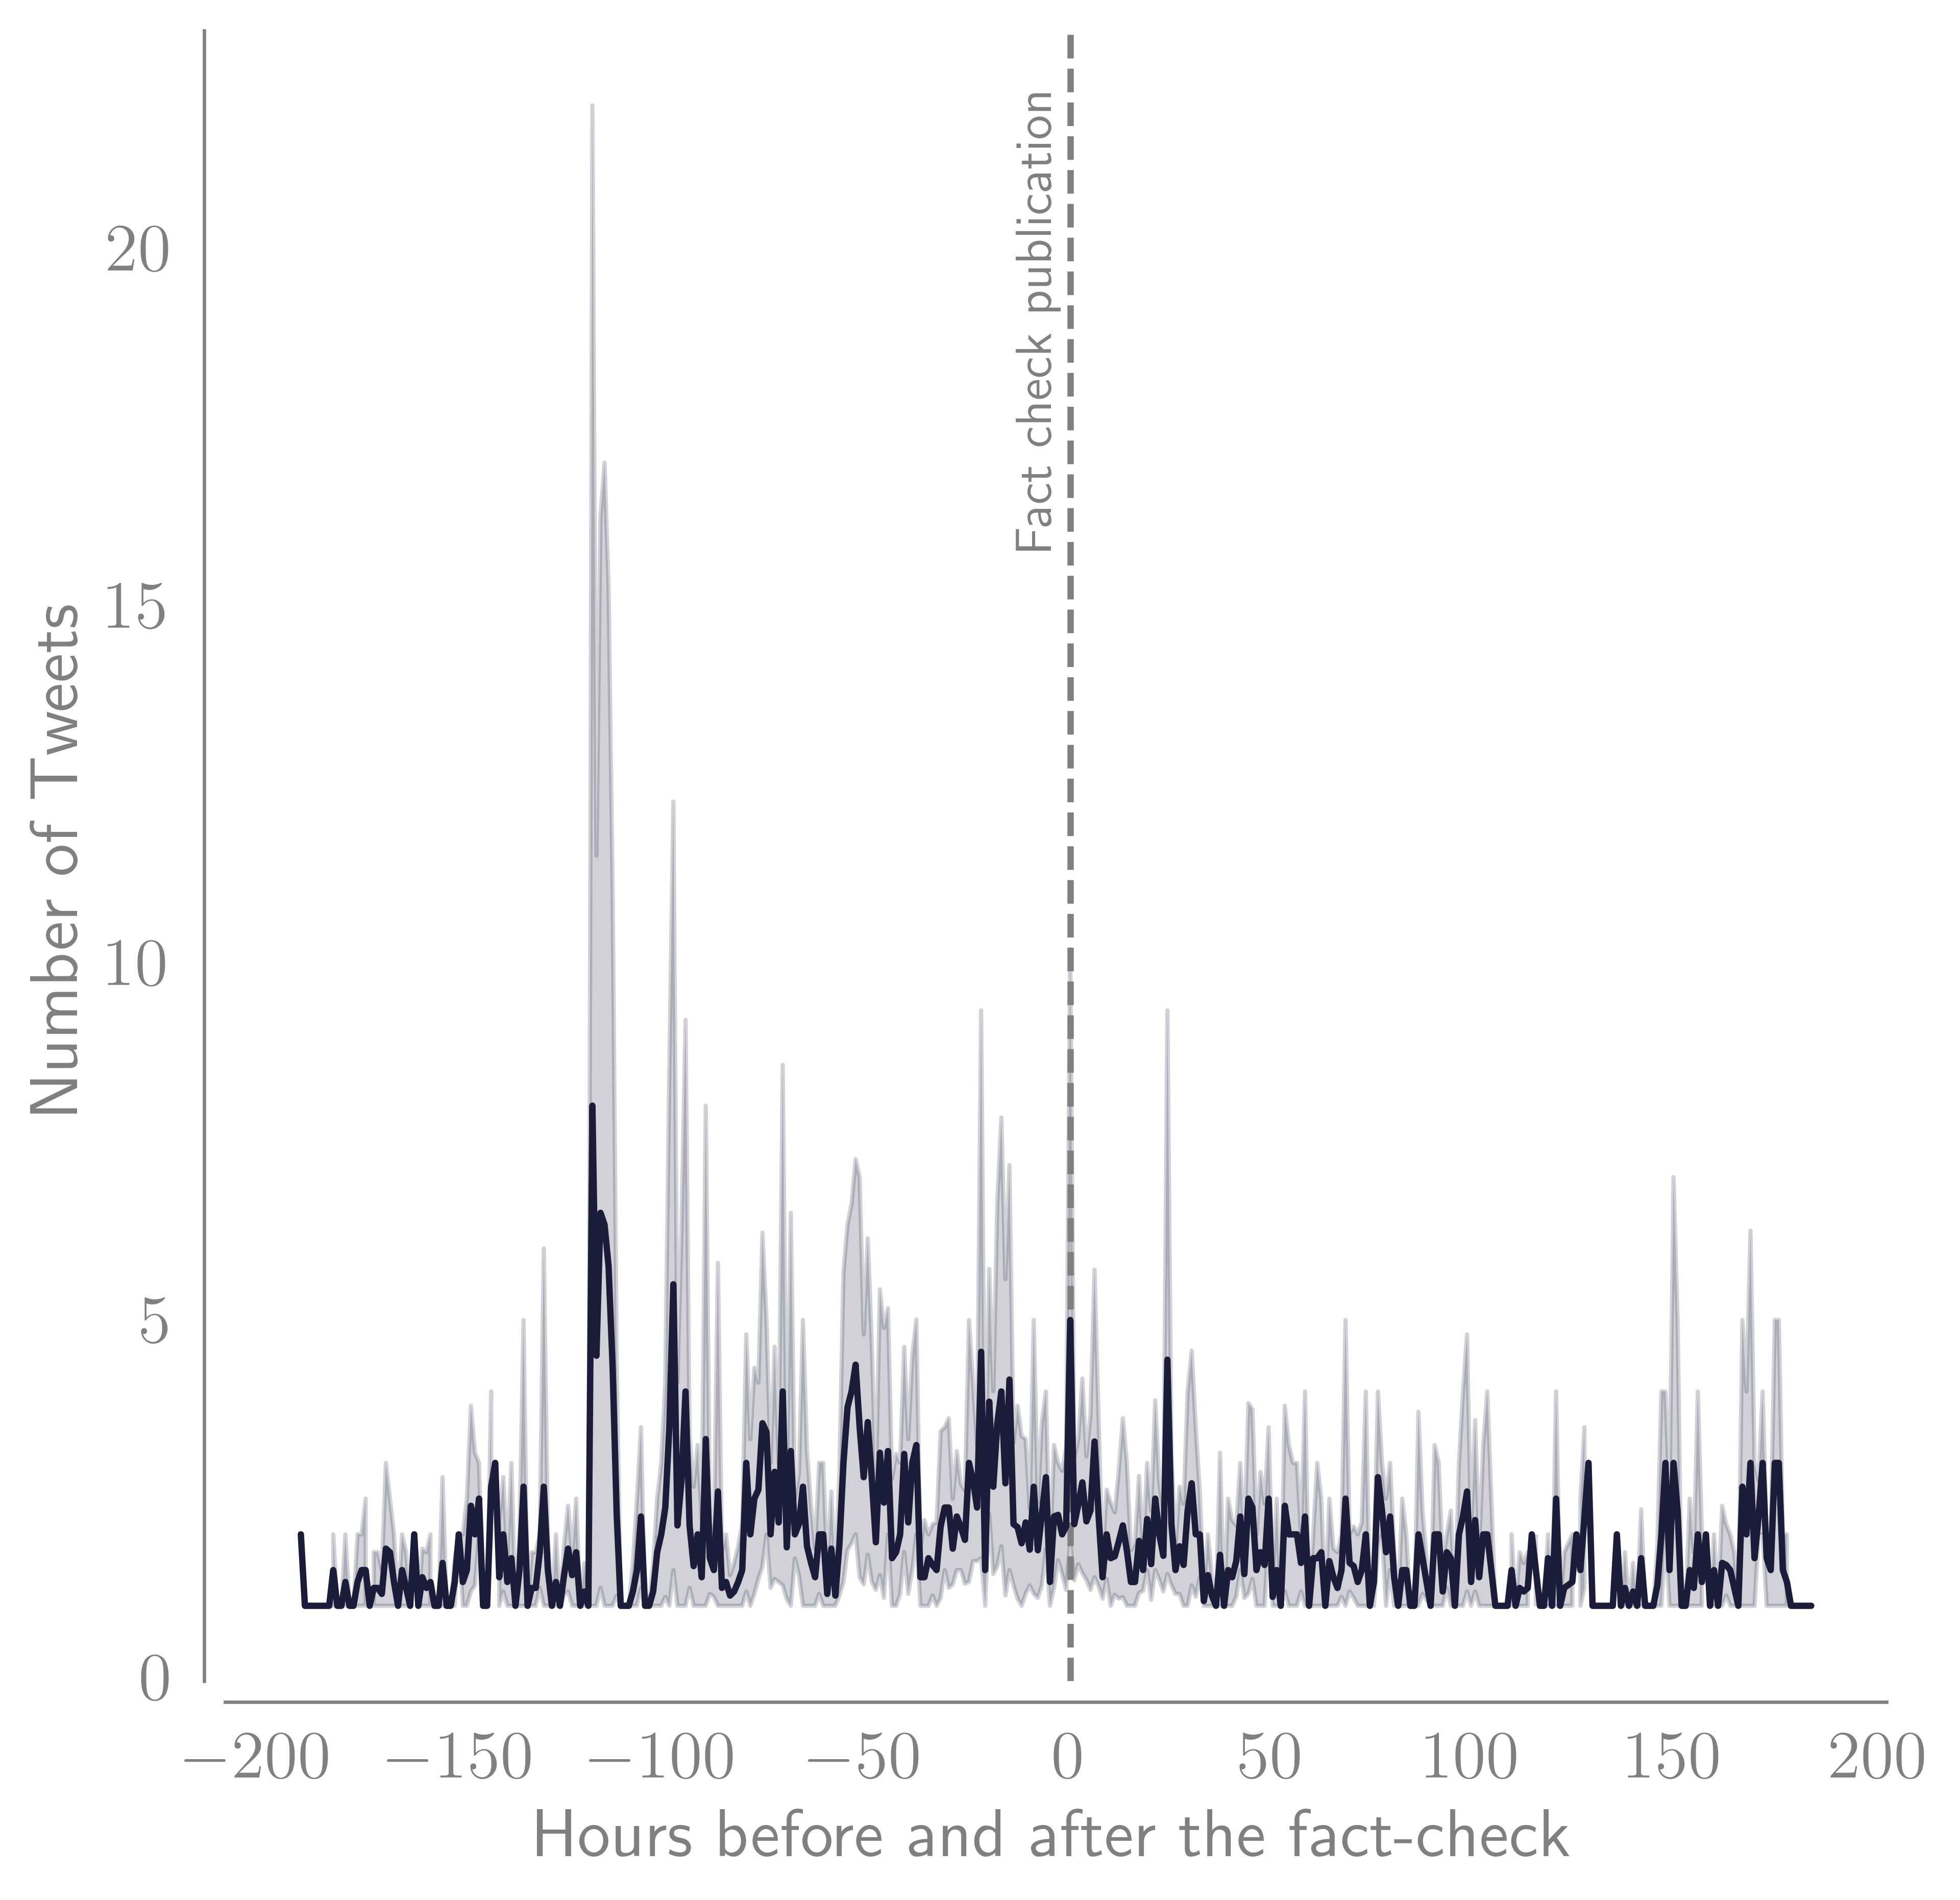 Fact check publication
Number of Tweets
20
15
10
5
0
−200 −150 −100 −50 0 50 100 150 200
Hours before and after the fact-check